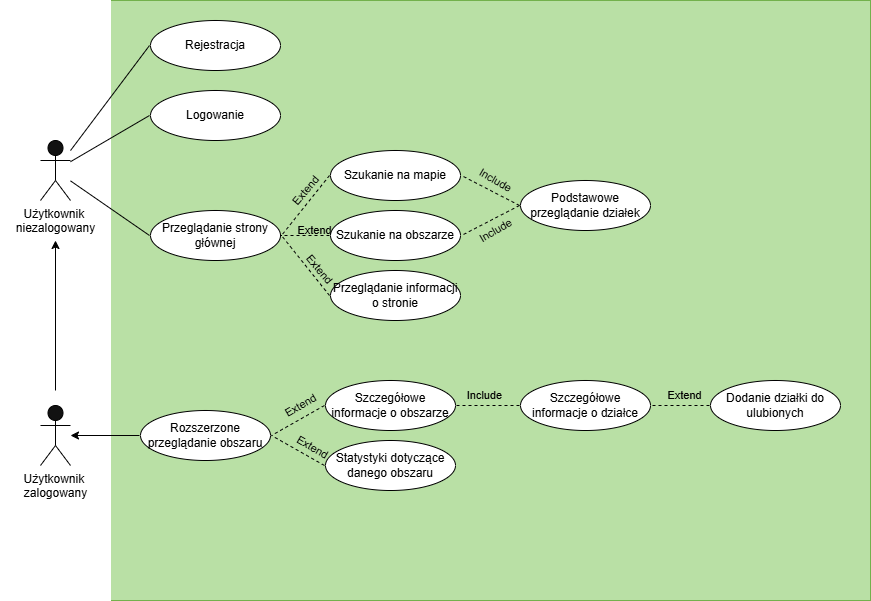 Rejestracja
Logowanie
Użytkownik
niezalogowany
Przeglądanie strony
głównej
Extend
Extend
Extend
Szukanie na mapie
Szukanie na obszarze
Przeglądanie informacji
o stronie
Include
Include
Podstawowe
przeglądanie działek
Użytkownik
zalogowany
Rozszerzone
przeglądanie obszaru
Extend
Extend
Szczegółowe
informacje o obszarze
Statystyki dotyczące
danego obszaru
Include
Szczegółowe
informacje o działce
Extend
Dodanie działki do
ulubionych